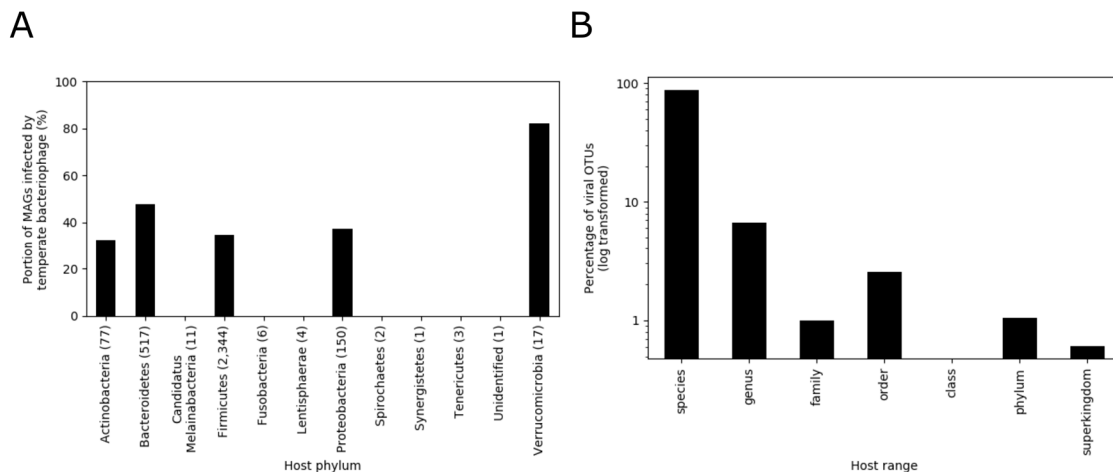 A
B
Portion of MAGs infected by
temperate bacteriophage (%)
100
80
60
40
20
0
Actinobacteria (77)
Bacteroidetes (517)
Candidatus
Melainabacteria (11)
Firmicutes (2,344)
Fusobacteria (6)
Lentisphaerae (4)
Proteobacteria (150)
Spirochaetes (2)
Synergistetes (1)
Tenericutes (3)
Unidentified (1)
Verrucomicrobia (17)
Host phylum
Percentage of viral OTUs
(log transformed)
100
10
1
species
genus
family
order
class
phylum
superkingdom
Host range